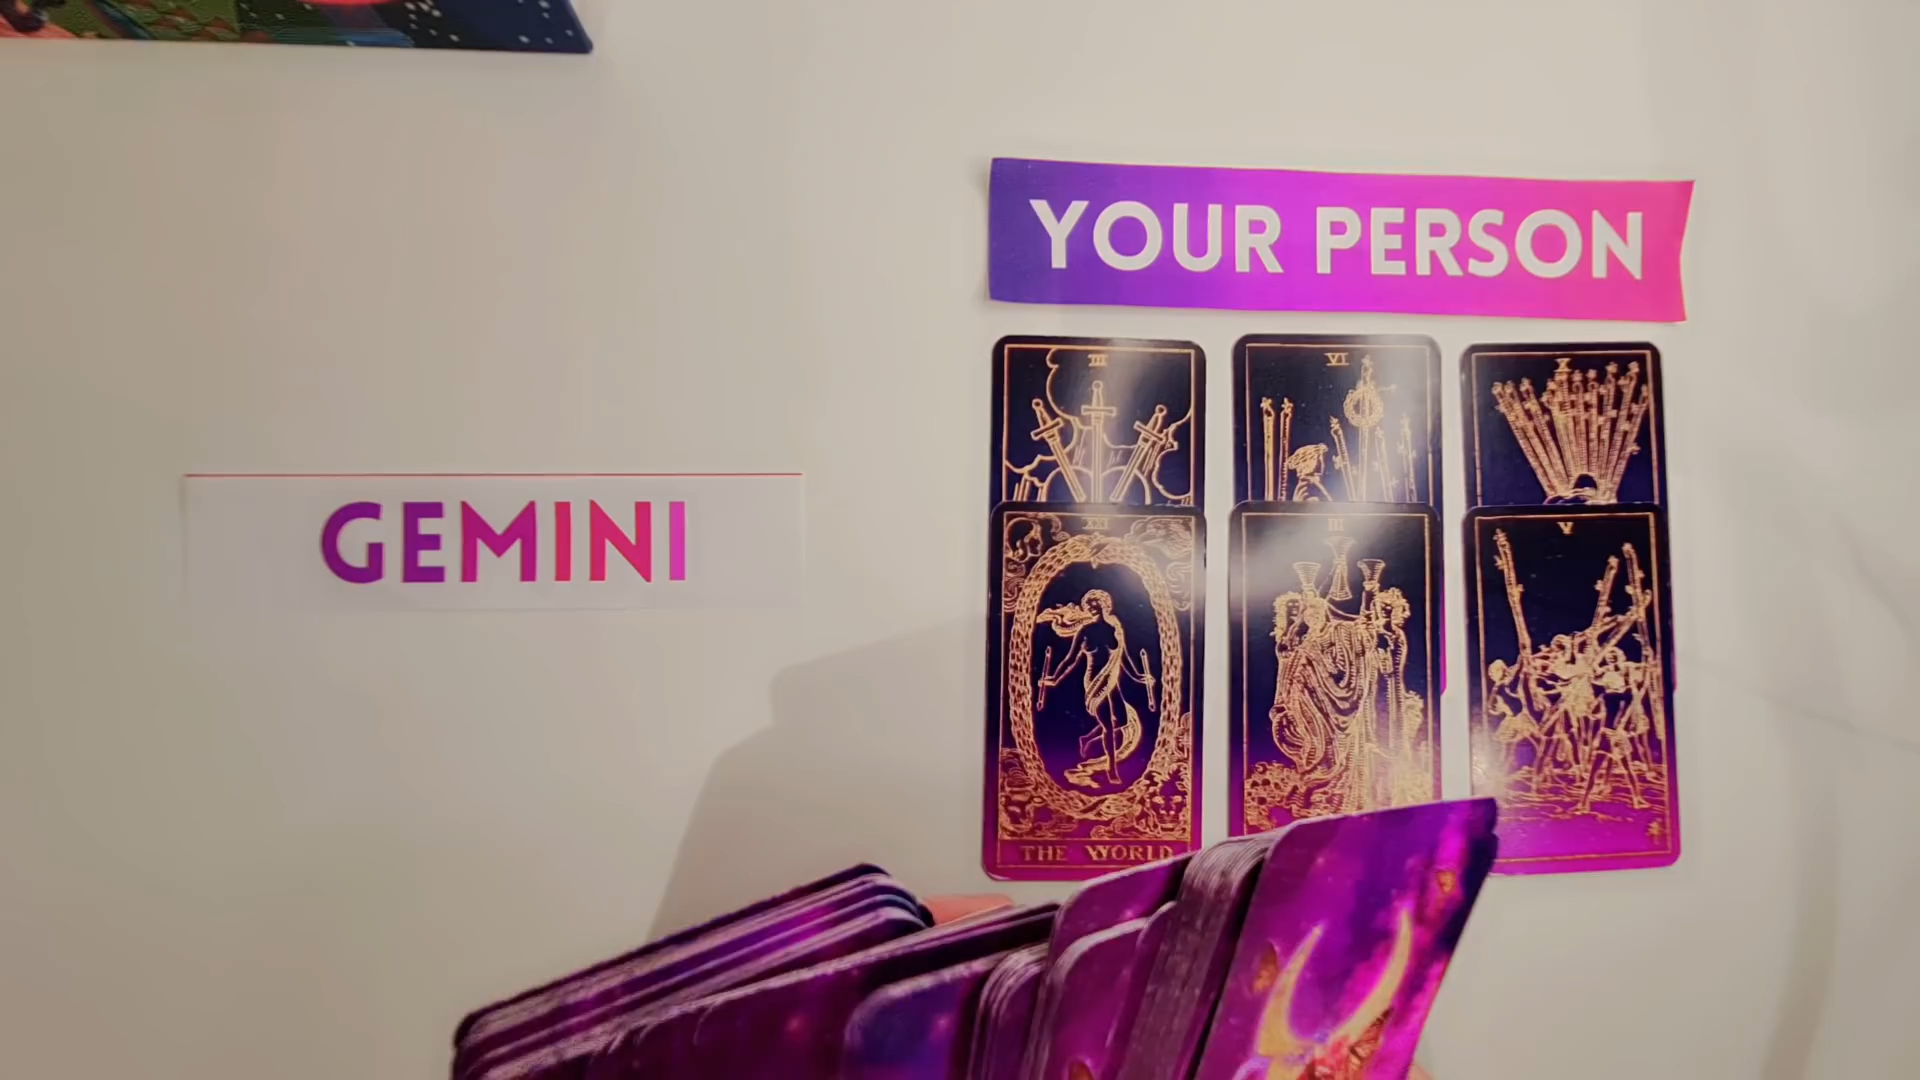 YOUR PERSON
III
VI
X
GEMINI
XXI
III
V
THE WORLD